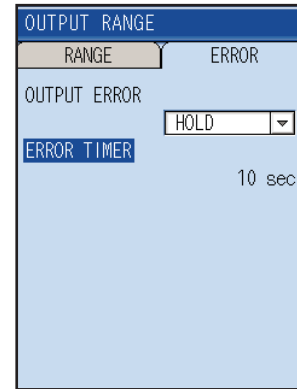 OUTPUT RANGE
RANGE ERROR
OUTPUT ERROR
HOLD
ERROR TIMER
10 sec